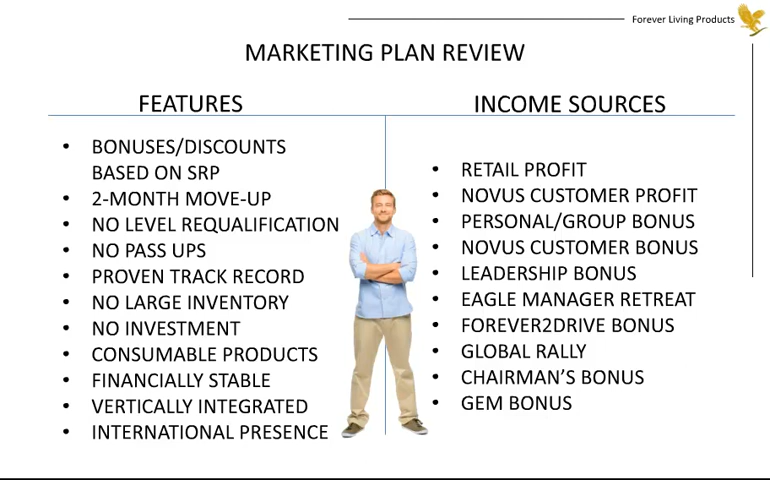 Forever Living Products
MARKETING PLAN REVIEW
FEATURES
• BONUSES/DISCOUNTS
BASED ON SRP
• 2-MONTH MOVE-UP
• NO LEVEL REQUALIFICATION
• NO PASS UPS
• PROVEN TRACK RECORD
• NO LARGE INVENTORY
• NO INVESTMENT
• CONSUMABLE PRODUCTS
• FINANCIALLY STABLE
• VERTICALLY INTEGRATED
• INTERNATIONAL PRESENCE
INCOME SOURCES
• RETAIL PROFIT
• NOVUS CUSTOMER PROFIT
• PERSONAL/GROUP BONUS
• NOVUS CUSTOMER BONUS
• LEADERSHIP BONUS
• EAGLE MANAGER RETREAT
• FOREVER2DRIVE BONUS
• GLOBAL RALLY
• CHAIRMAN’S BONUS
• GEM BONUS